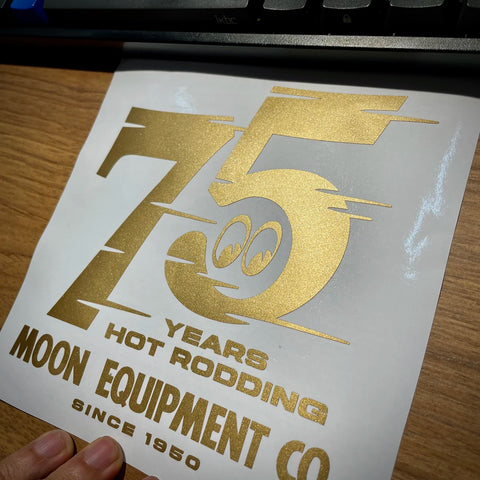 75
YEARS
HOT RODDING
MOON EQUIPMENT CO
SINCE 1950